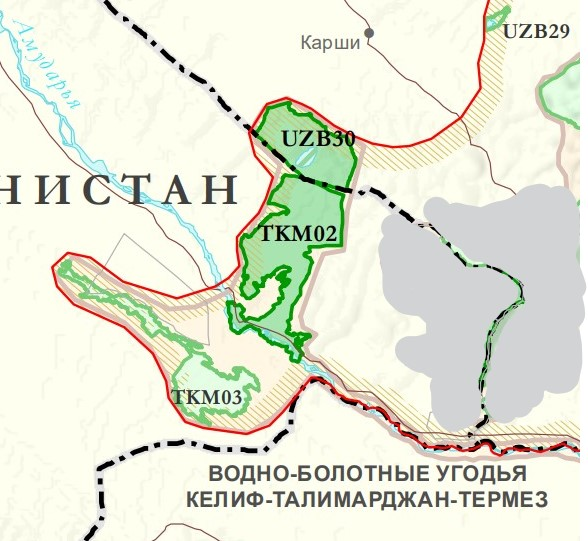 UZB29
Карши
Амударья
UZB30
НИСТАН
TKM02
TKM03
ВОДНО-БОЛОТНЫЕ УГОДЬЯ
КЕЛИФ-ТАЛИМАРДЖАН-ТЕРМЕЗ